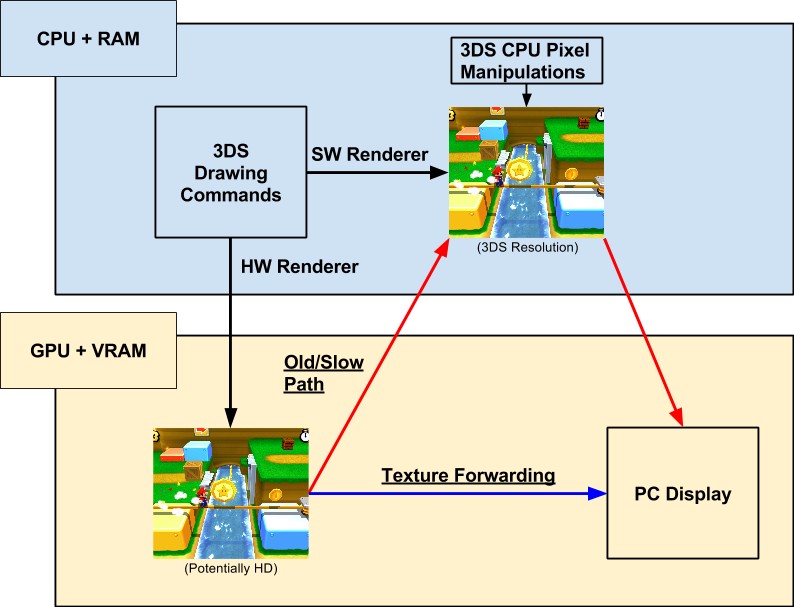 CPU + RAM
3DS CPU Pixel
Manipulations
3DS
Drawing
Commands
SW Renderer
(3DS Resolution)
HW Renderer
GPU + VRAM
Old/Slow
Path
Texture Forwarding
PC Display
(Potentially HD)